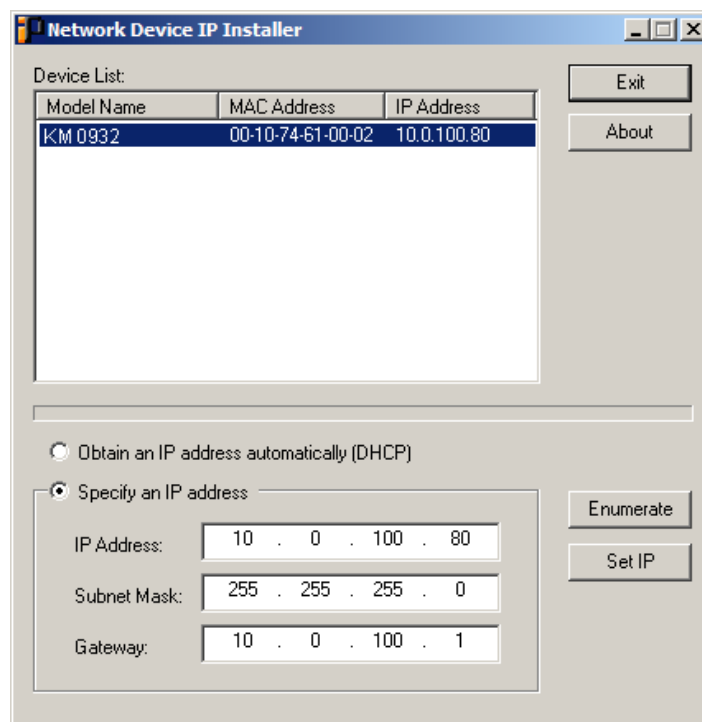 Network Device IP Installer
Device List:
Exit
Model Name MAC Address IP Address
KM 0932 00-10-74-61-00-02 10.0.100.80
About
Obtain an IP address automatically (DHCP)
Specify an IP address
Enumerate
IP Address: 10 . 0 . 100 . 80
Set IP
Subnet Mask: 255 . 255 . 255 . 0
Gateway: 10 . 0 . 100 . 1